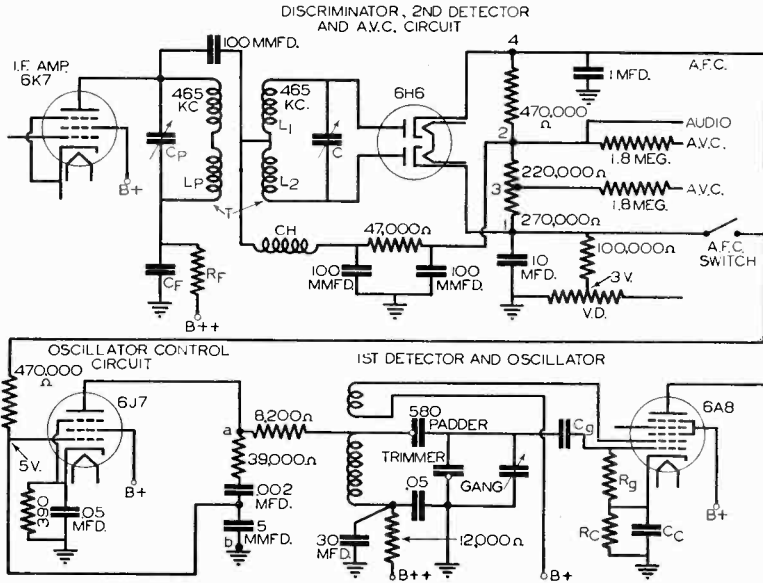 DISCRIMINATOR, 2ND DETECTOR
AND A.V.C. CIRCUIT
I.F. AMP.
6K7
100 MMFD.
465
KC
465
KC.
6H6
4
1 MFD.
A.F.C.
470,000
Ω
AUDIO
CP
L1
C
2
A.V.C.
1.8 MEG.
LP
L2
220,000Ω
3
A.V.C.
1.8 MEG.
B+
T
270,000Ω
1
CH
47,000Ω
100,000Ω
A.F.C.
SWITCH
CF
RF
100
MMFD.
100
MMFD.
10
MFD.
3 V.
V.D.
B++
OSCILLATOR CONTROL
CIRCUIT
1ST DETECTOR AND OSCILLATOR
470,000
Ω
6J7
8,200Ω
580
PADDER
Cg
6A8
a
TRIMMER
5V.
39,000Ω
GANG
B+
Rg
390
.05
MFD.
.002
MFD.
.05
B+
5
MMFD.
b
30
MFD.
12,000Ω
RC
CC
B++
B+